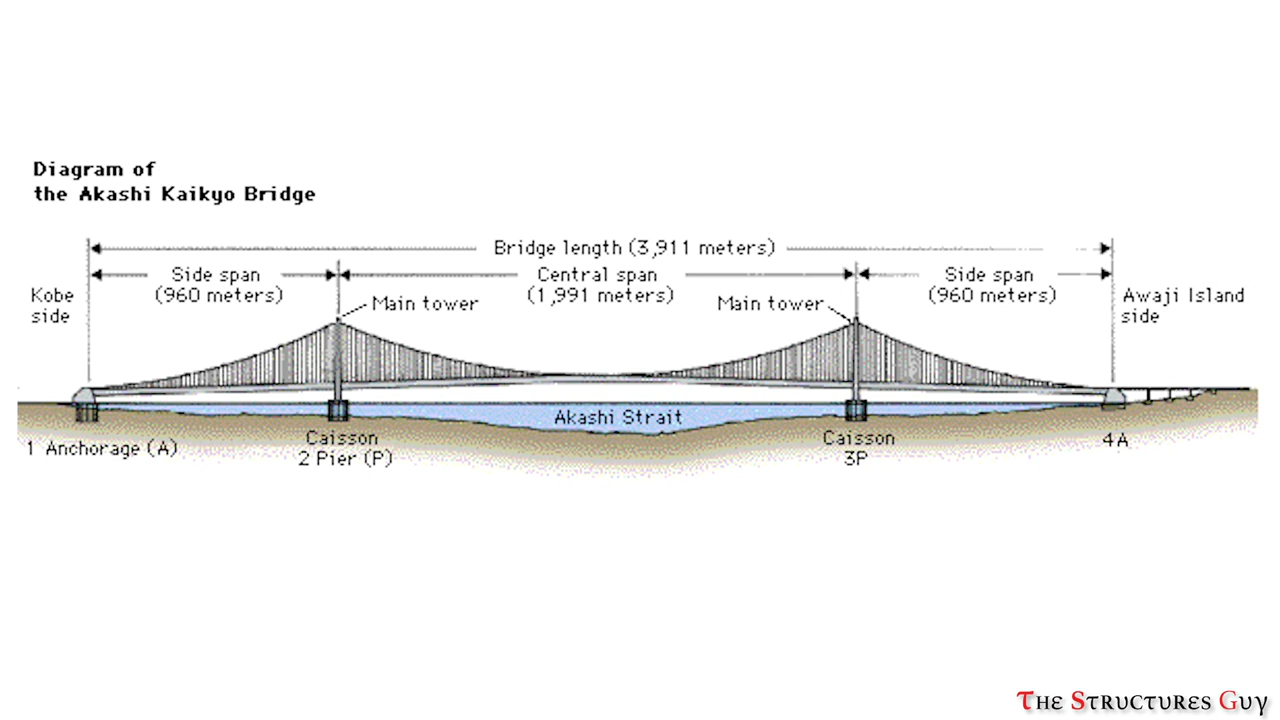 Diagram of
the Akashi Kaikyo Bridge
Bridge length (3,911 meters)
Side span
(960 meters)
Central span
(1,991 meters)
Side span
(960 meters)
Kobe
side
Main tower
Main tower
Awaji Island
side
Akashi Strait
1 Anchorage (A)
Caisson
2 Pier (P)
Caisson
3P
4A
The Structures Guy